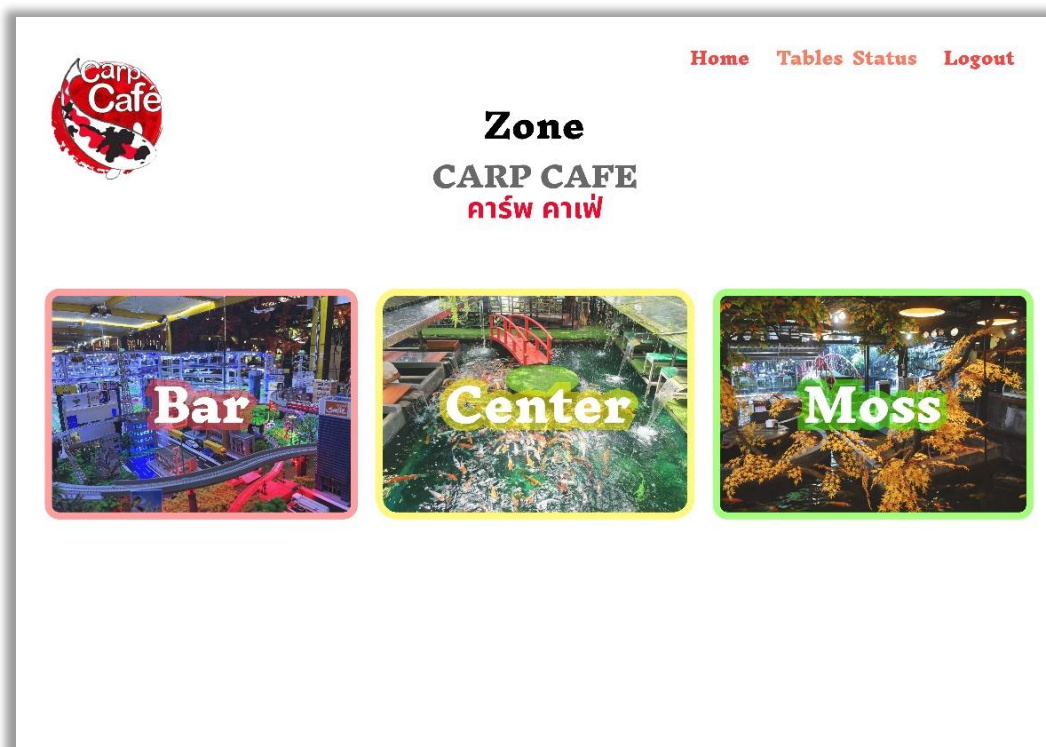 Carp
Café
Home Tables Status Logout
Zone
CARP CAFE
คาร์พ คาเฟ่
Bar
Center
Moss